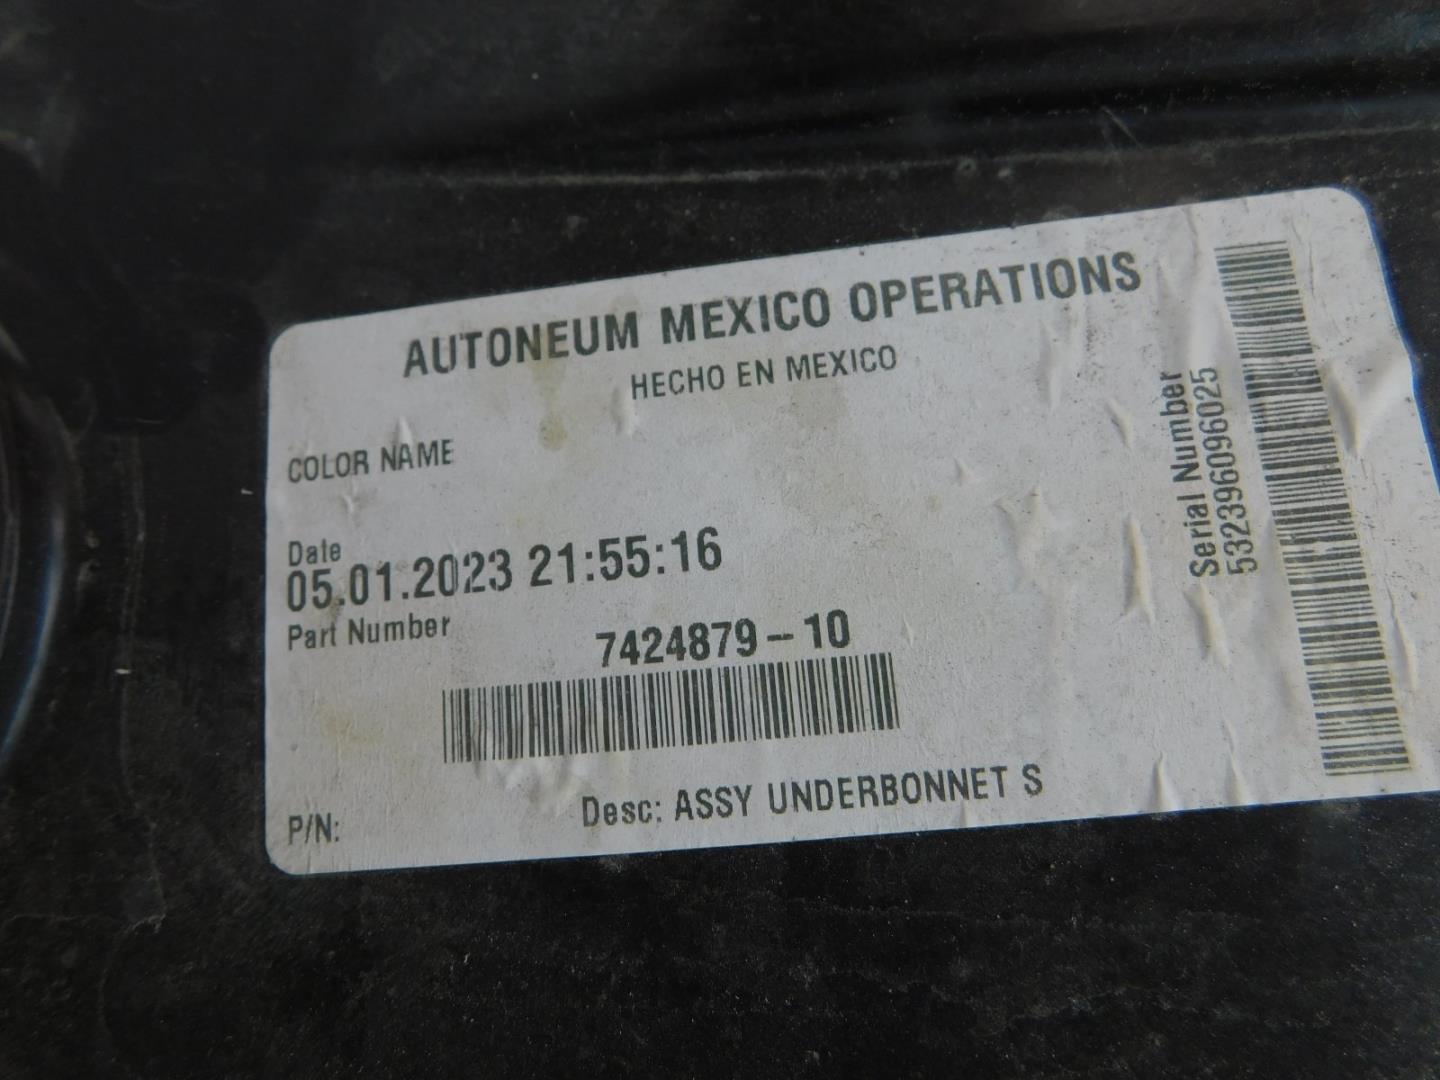 AUTONEUM MEXICO OPERATIONS
HECHO EN MEXICO
COLOR NAME
Date
05.01.2023 21:55:16
Part Number
7424879-10
Desc: ASSY UNDERBONNET S
P/N:
Serial Number
5323960960​25